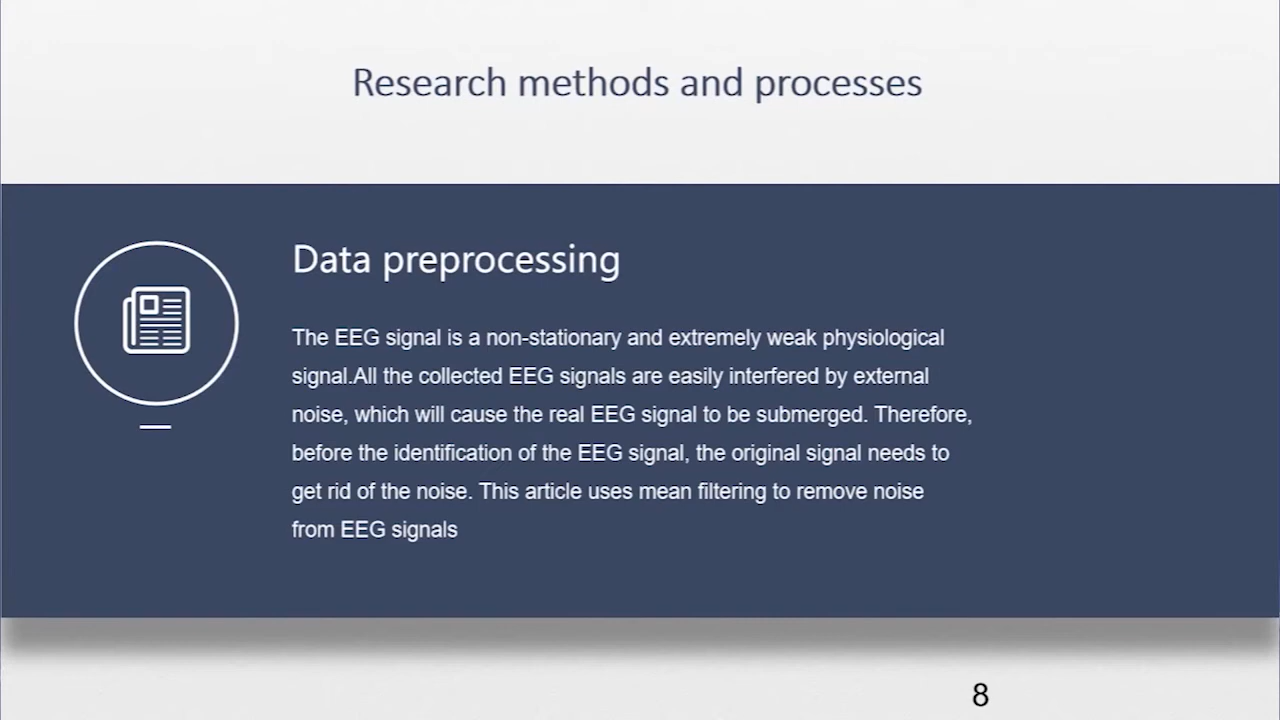 Research methods and processes
Data preprocessing
The EEG signal is a non-stationary and extremely weak physiological
signal.All the collected EEG signals are easily interfered by external
noise, which will cause the real EEG signal to be submerged. Therefore,
before the identification of the EEG signal, the original signal needs to
get rid of the noise. This article uses mean filtering to remove noise
from EEG signals
8